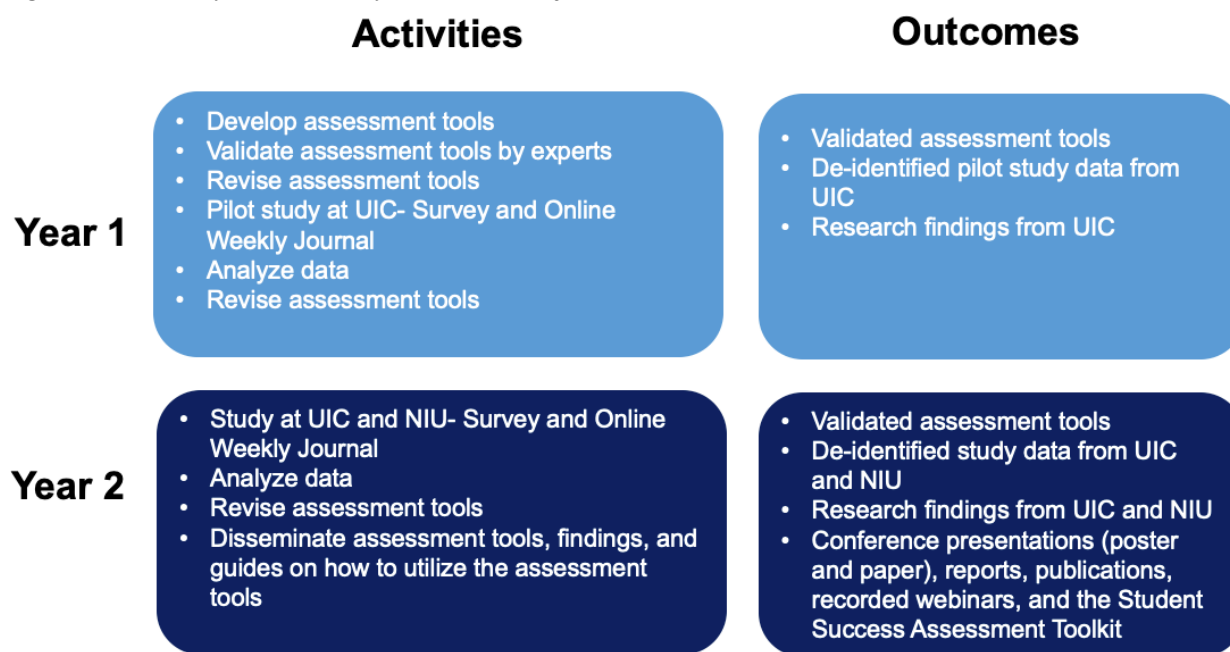 Activities
Outcomes
Year 1
• Develop assessment tools
• Validate assessment tools by experts
• Revise assessment tools
• Pilot study at UIC- Survey and Online
Weekly Journal
• Analyze data
• Revise assessment tools
• Validated assessment tools
• De-identified pilot study data from
UIC
• Research findings from UIC
Year 2
• Study at UIC and NIU- Survey and Online
Weekly Journal
• Analyze data
• Revise assessment tools
• Disseminate assessment tools, findings, and
guides on how to utilize the assessment
tools
• Validated assessment tools
• De-identified study data from UIC
and NIU
• Research findings from UIC and NIU
• Conference presentations (poster
and paper), reports, publications,
recorded webinars, and the Student
Success Assessment Toolkit